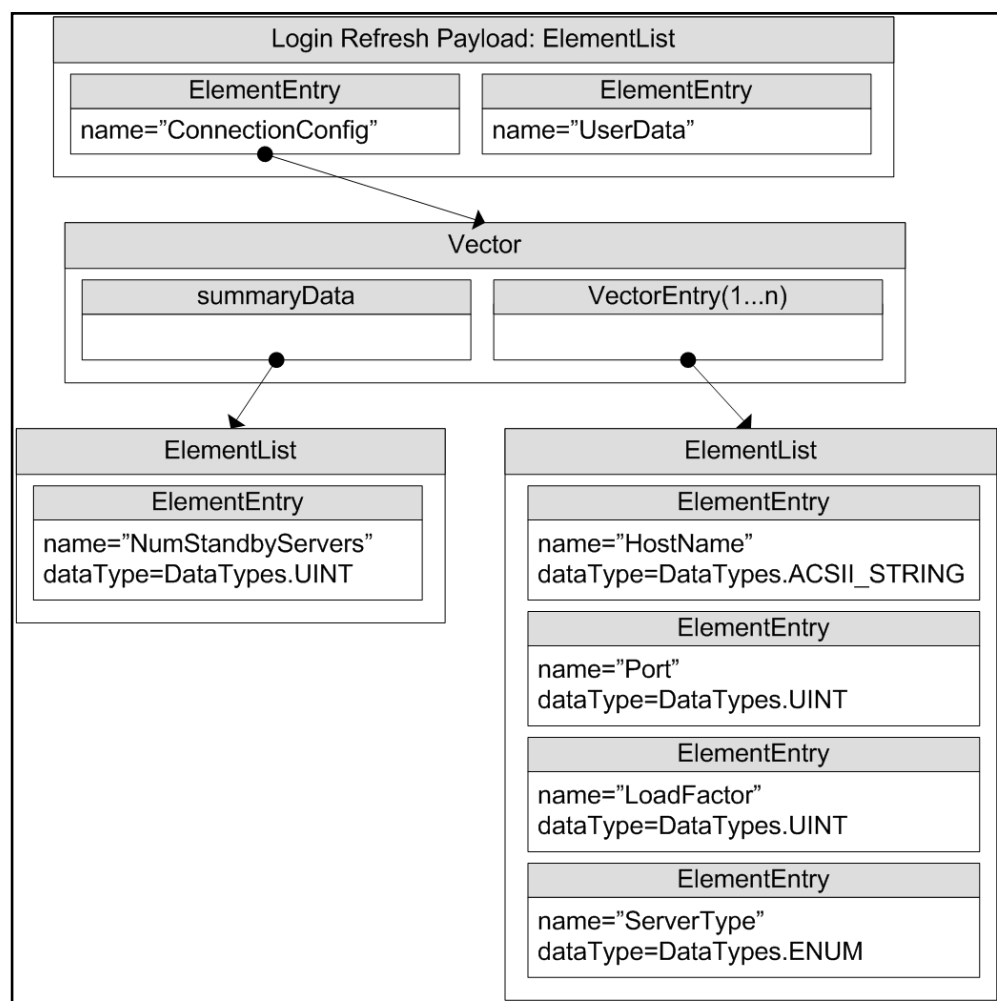 Login Refresh Payload: ElementList
ElementEntry
name=”ConnectionConfig”
ElementEntry
name=”UserData”
Vector
summaryData
VectorEntry(1...n)
ElementList
ElementEntry
name=”NumStandbyServers”
dataType=DataTypes.UINT
ElementList
ElementEntry
name=”HostName”
dataType=DataTypes.ACSII_STRING
ElementEntry
name=”Port”
dataType=DataTypes.UINT
ElementEntry
name=”LoadFactor”
dataType=DataTypes.UINT
ElementEntry
name=”ServerType”
dataType=DataTypes.ENUM